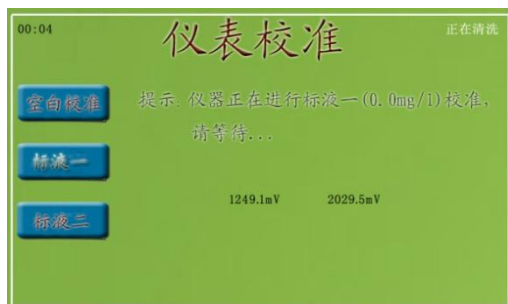 00:04
仪表校准
正在清洗
空白校准
提示: 仪器正在进行标液一(0.0mg/l)校准,
请等待...
标液一
1249.1mV 2029.5mV
标液二